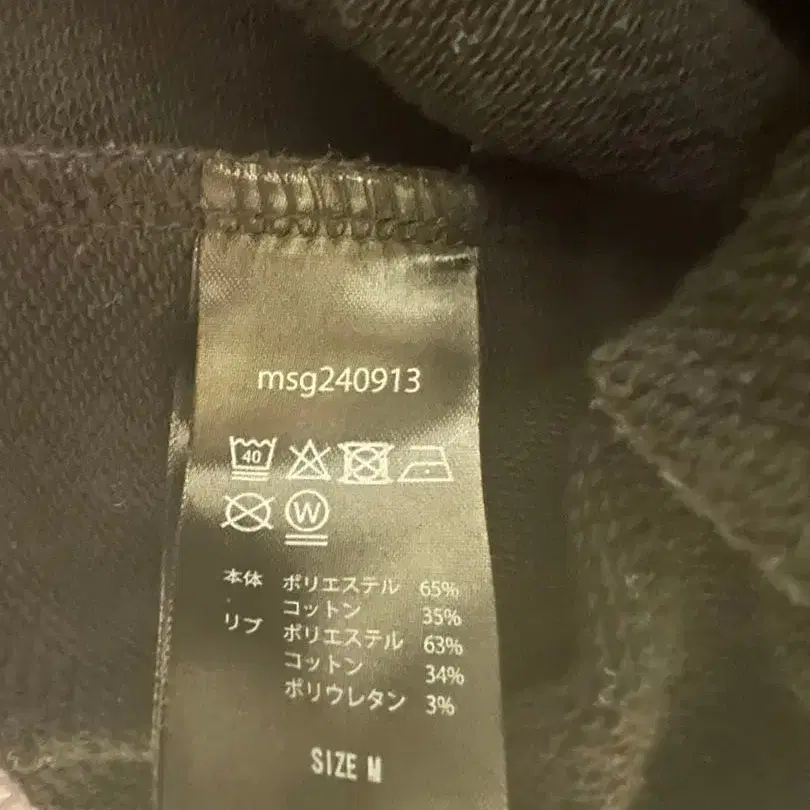 msg240913
40
W
本体 ポリエステル 65%
コットン 35%
リブ ポリエステル 63%
コットン 34%
ポリウレタン 3%
SIZE M